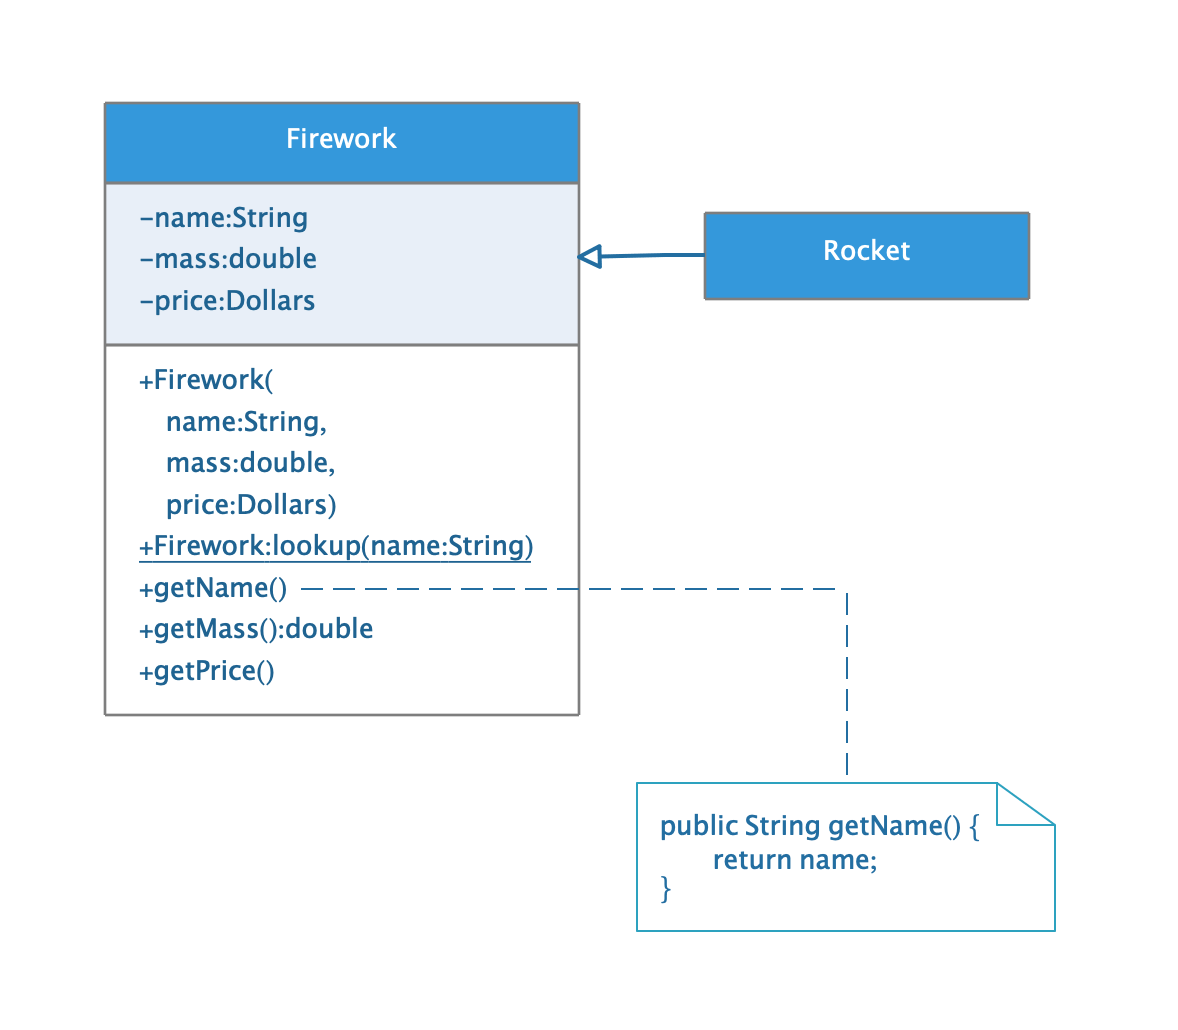 Firework
-name:String
-mass:double
-price:Dollars
+Firework(
name:String,
mass:double,
price:Dollars)
+Firework:lookup(name:String)
+getName()
+getMass():double
+getPrice()
Rocket
public String getName() {
return name;
}